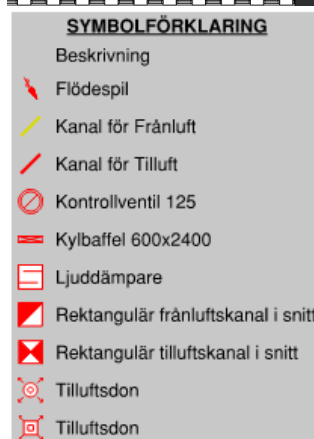 SYMBOLFÖRKLARING
Beskrivning
Flödespil
Kanal för Frånluft
Kanal för Tilluft
Kontrollventil 125
Kylbaffel 600x2400
Ljuddämpare
Rektangulär frånluftskanal i snitt
Rektangulär tilluftskanal i snitt
Tilluftsdon
Tilluftsdon